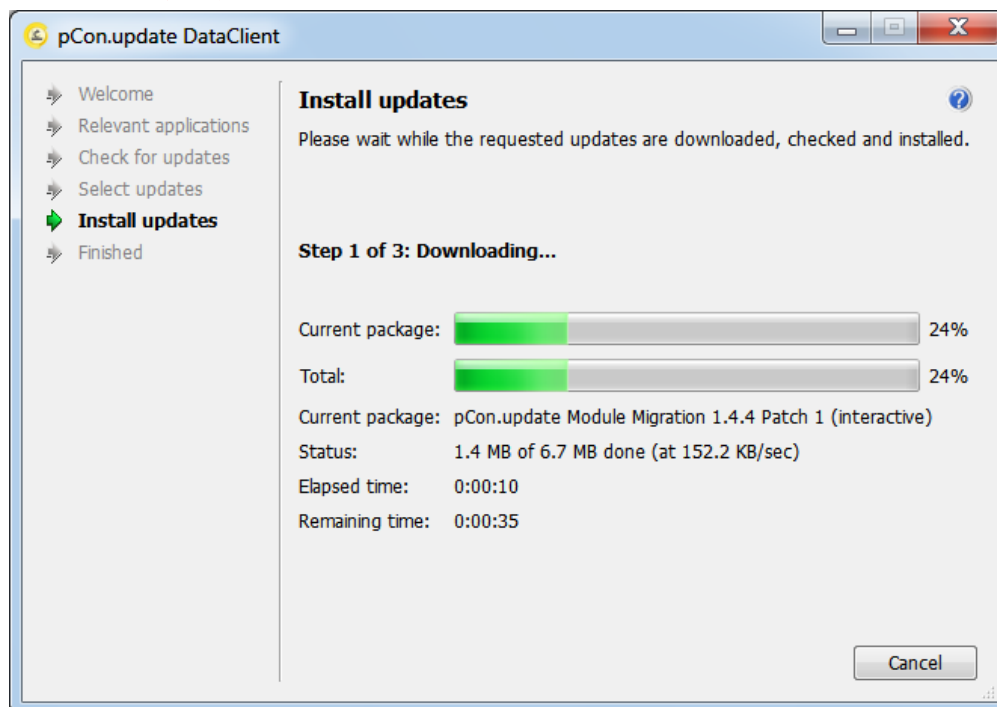 pCon.update DataClient
Welcome
Relevant applications
Check for updates
Select updates
Install updates
Finished
Install updates
Please wait while the requested updates are downloaded, checked and installed.
Step 1 of 3: Downloading...
Current package: 24%
Total: 24%
Current package: pCon.update Module Migration 1.4.4 Patch 1 (interactive)
Status: 1.4 MB of 6.7 MB done (at 152.2 KB/sec)
Elapsed time: 0:00:10
Remaining time: 0:00:35
Cancel